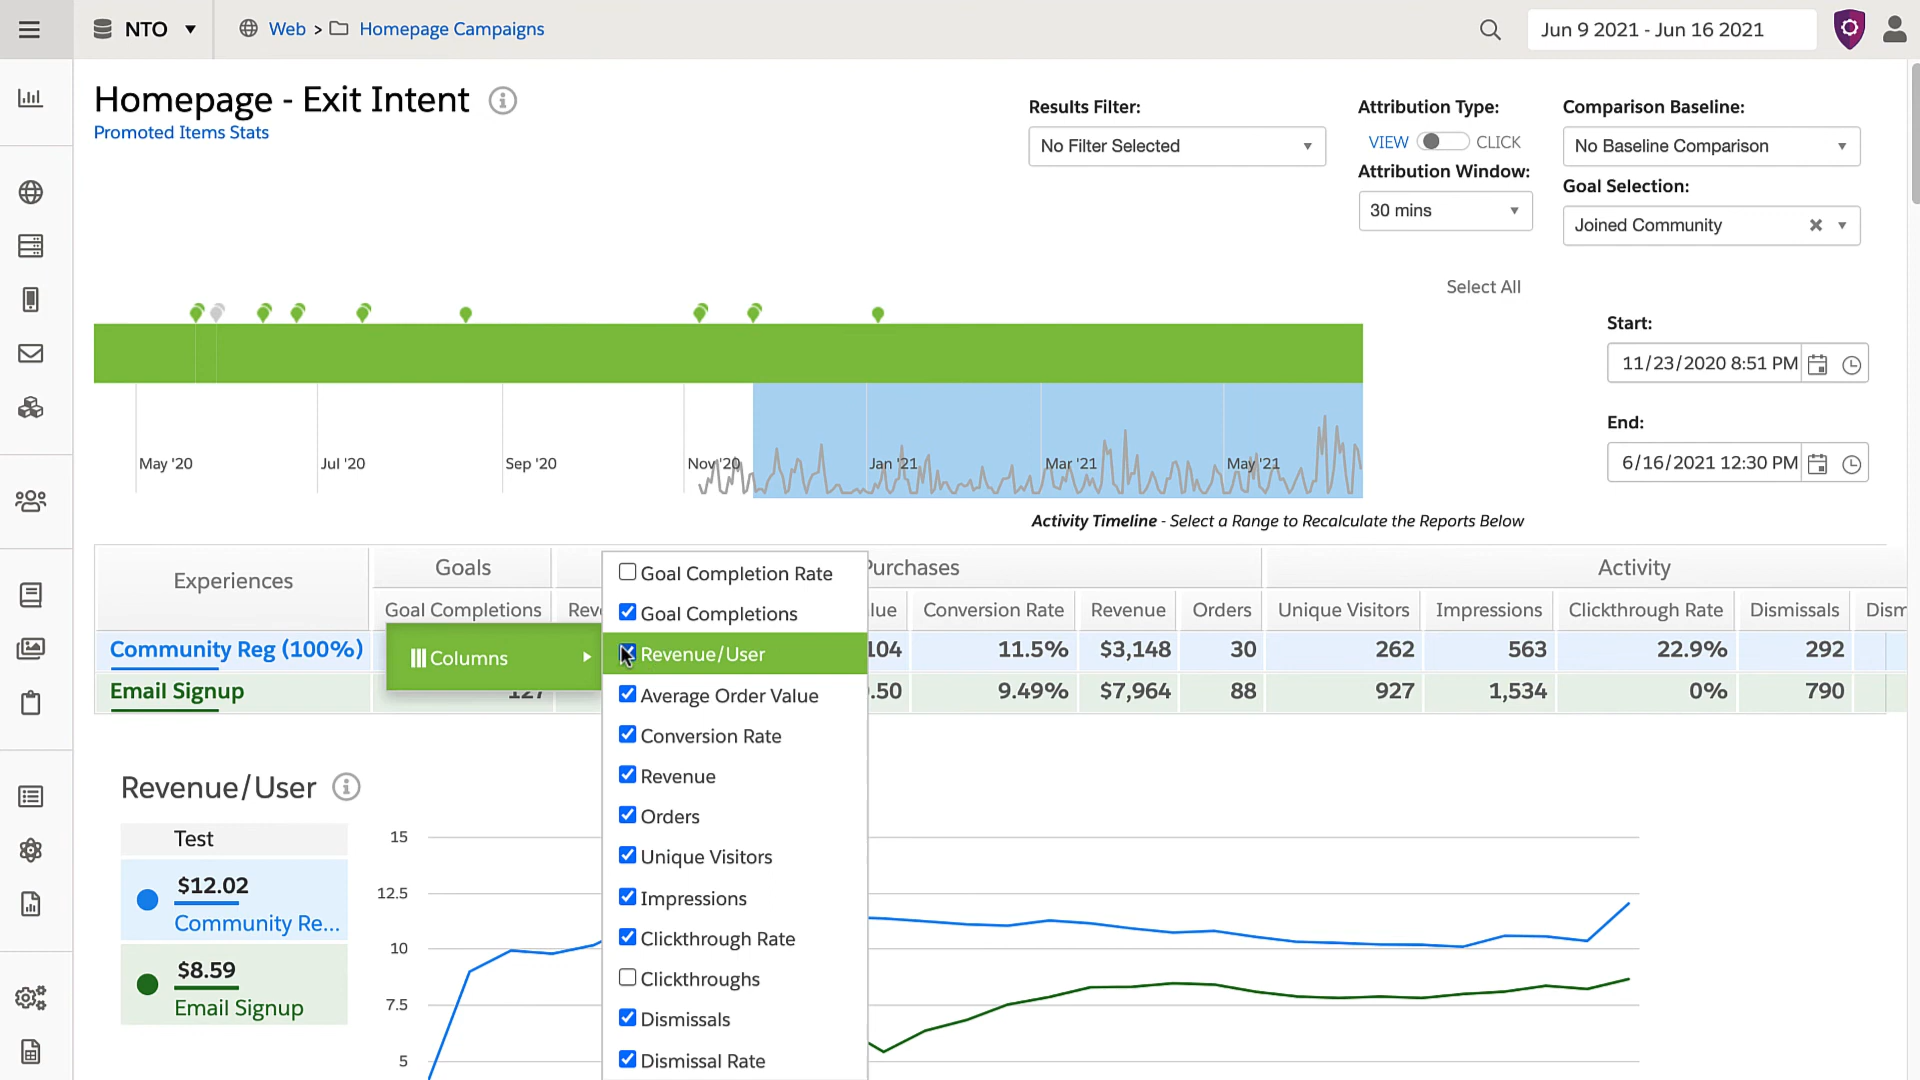 NTO
Web > Homepage Campaigns
Jun 9 2021 - Jun 16 2021
Homepage - Exit Intent
Promoted Items Stats
Results Filter:
No Filter Selected
Attribution Type:
VIEW CLICK
Attribution Window:
30 mins
Comparison Baseline:
No Baseline Comparison
Goal Selection:
Joined Community
Select All
Start:
11/23/2020 8:51 PM
End:
6/16/2021 12:30 PM
May '20 Jul '20 Sep '20 Nov '20 Jan '21 Mar '21 May '21
Activity Timeline - Select a Range to Recalculate the Reports Below
Experiences Goals Purchases Activity
Goal Completions Rev lue Conversion Rate Revenue Orders Unique Visitors Impressions Clickthrough Rate Dismissals Dism
Community Reg (100%) 104 11.5% $3,148 30 262 563 22.9% 292
Email Signup 127 .50 9.49% $7,964 88 927 1,534 0% 790
Columns
Goal Completion Rate
Goal Completions
Revenue/User
Average Order Value
Conversion Rate
Revenue
Orders
Unique Visitors
Impressions
Clickthrough Rate
Clickthroughs
Dismissals
Dismissal Rate
Revenue/User
Test
$12.02
Community Re...
$8.59
Email Signup
15
12.5
10
7.5
5